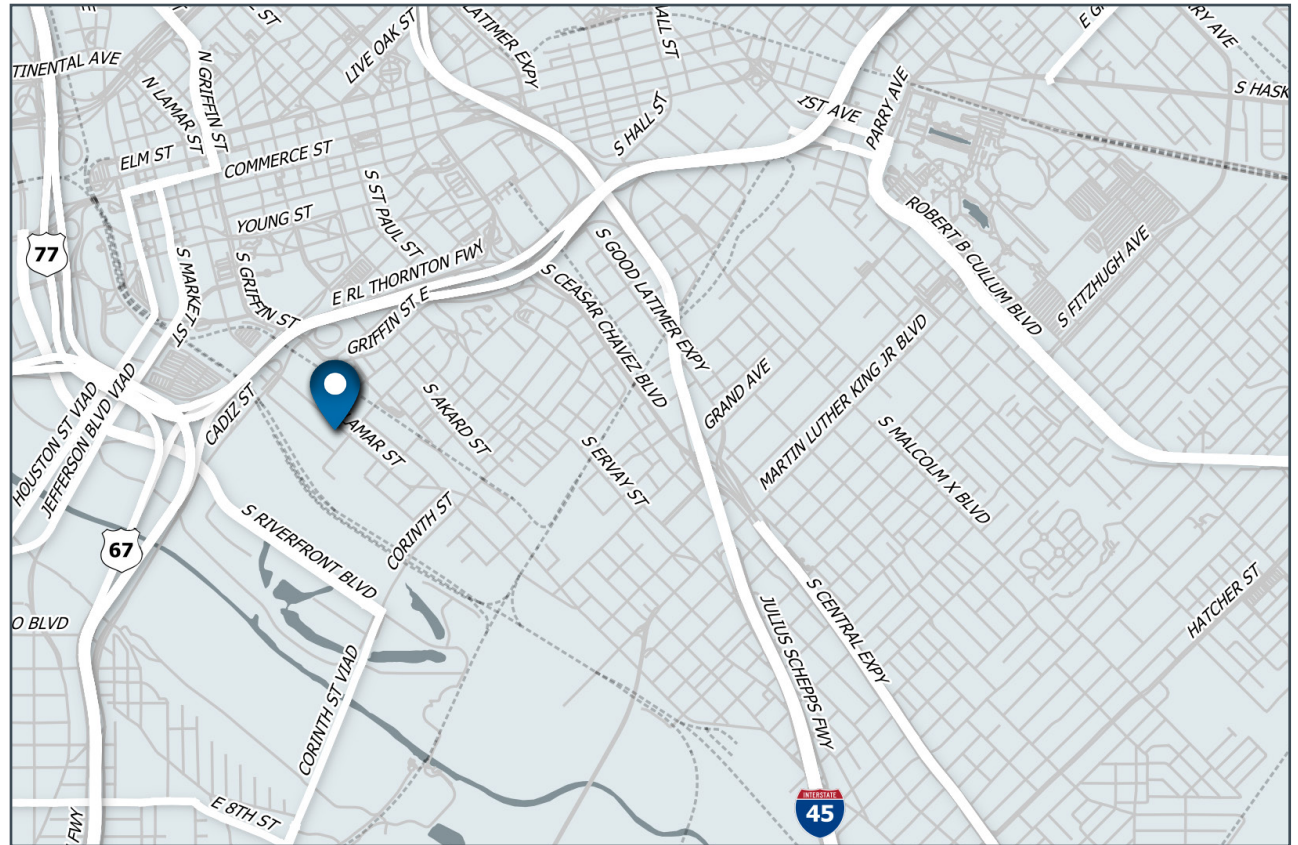 LIVE OAK ST
LATIMER EXPY
E G
RRY AVE
TINENTAL AVE
N GRIFFIN ST
N LAMAR ST
S HALL ST
1ST AVE
PARRY AVE
S HASK
ELM ST
COMMERCE ST
S ST PAUL ST
YOUNG ST
ROBERT B CULLUM BLVD
77
S MARKET ST
S GRIFFIN ST
E RL THORNTON FWY
S GOOD LATIMER EXPY
S CEASAR CHAVEZ BLVD
S FITZHUGH AVE
GRIFFIN ST E
MARTIN LUTHER KING JR BLVD
GRAND AVE
HOUSTON ST VIAD
JEFFERSON BLVD VIAD
CADIZ ST
AMAR ST
S AKARD ST
S ERVAY ST
S MALCOLM X BLVD
67
S RIVERFRONT BLVD
CORINTH ST
O BLVD
CORINTH ST VIAD
JULIUS SCHEPPS FWY
S CENTRAL EXPY
HATCHER ST
E 8TH ST
FWY
INTERSTATE
45